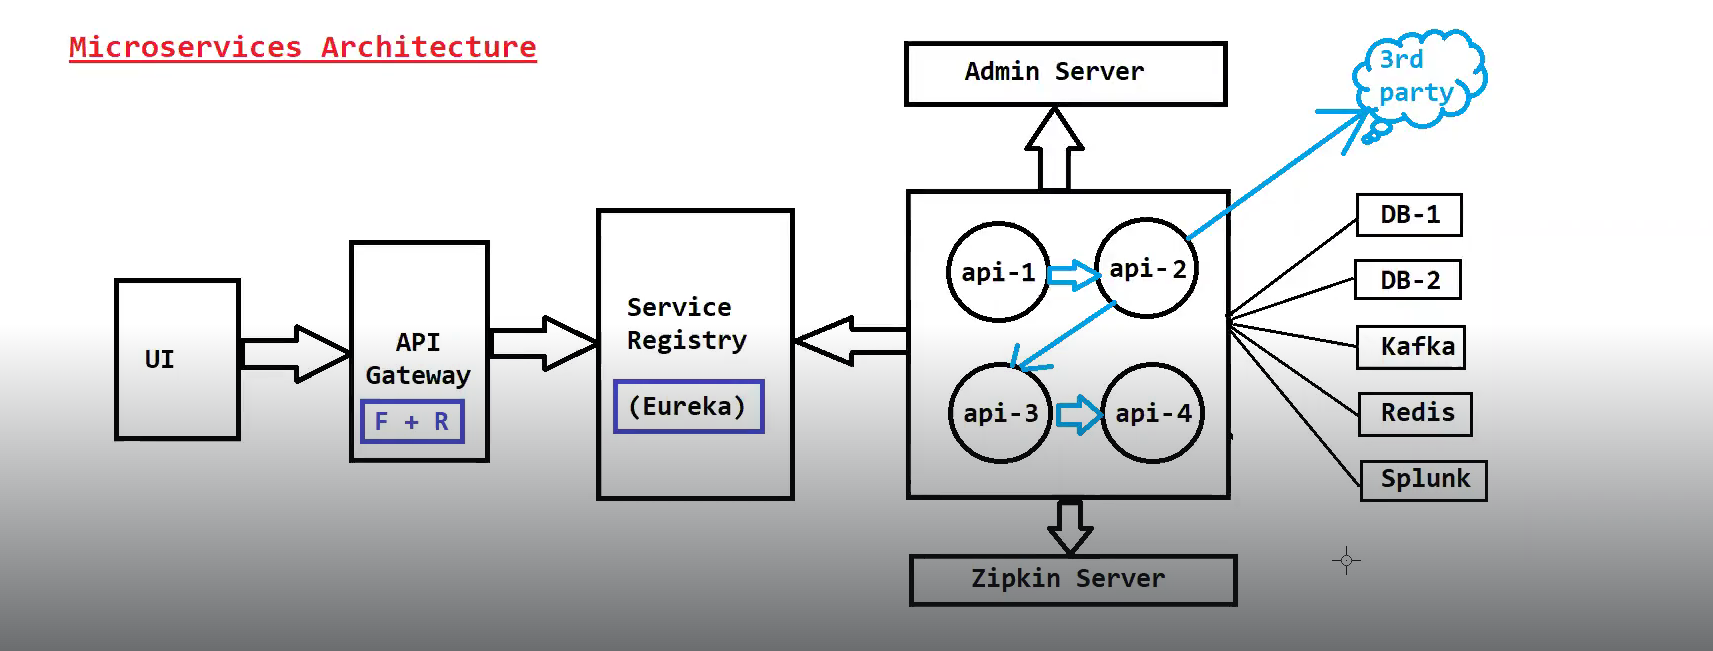 Microservices Architecture
Admin Server
3rd
party
UI
API
Gateway
F + R
Service
Registry
(Eureka)
api-1
api-2
api-3
api-4
DB-1
DB-2
Kafka
Redis
Splunk
Zipkin Server